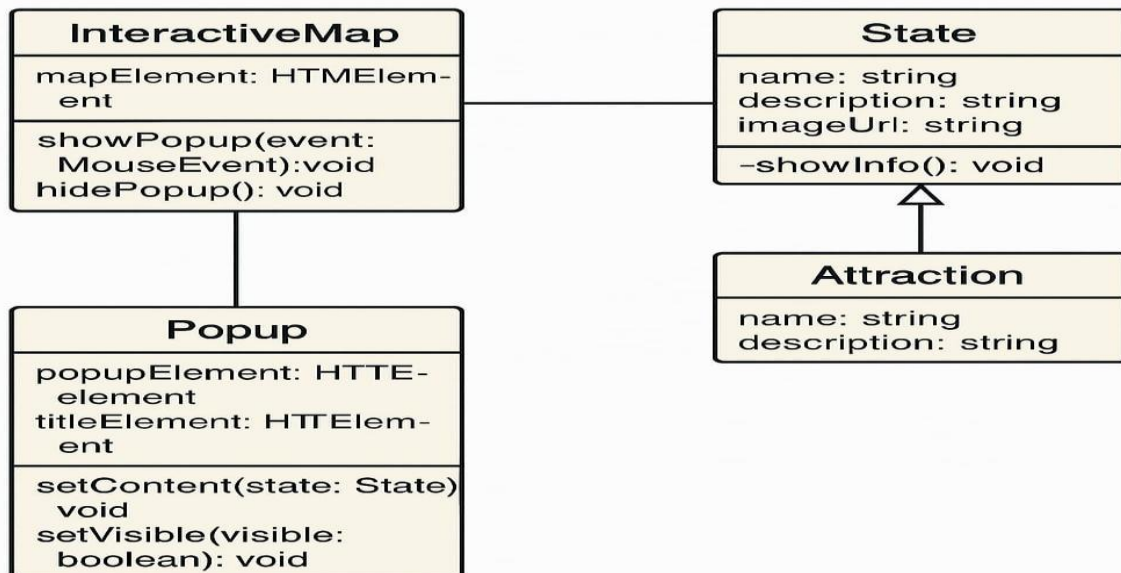 InteractiveMap
mapElement: HTMElem-
ent
showPopup(event:
MouseEvent):void
hidePopup(): void
State
name: string
description: string
imageUrl: string
–showInfo(): void
Attraction
name: string
description: string
Popup
popupElement: HTTE-
element
titleElement: HTTElem-
ent
setContent(state: State)
void
setVisible(visible:
boolean): void